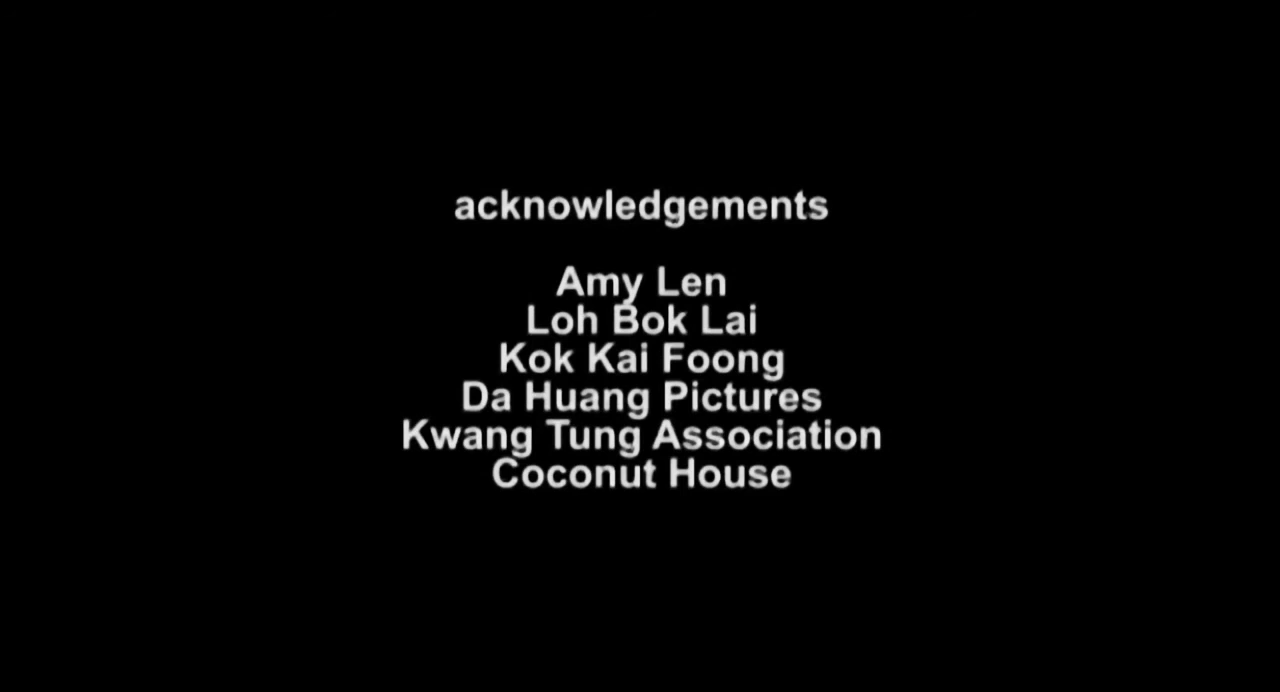 acknowledgements
Amy Len
Loh Bok Lai
Kok Kai Foong
Da Huang Pictures
Kwang Tung Association
Coconut House